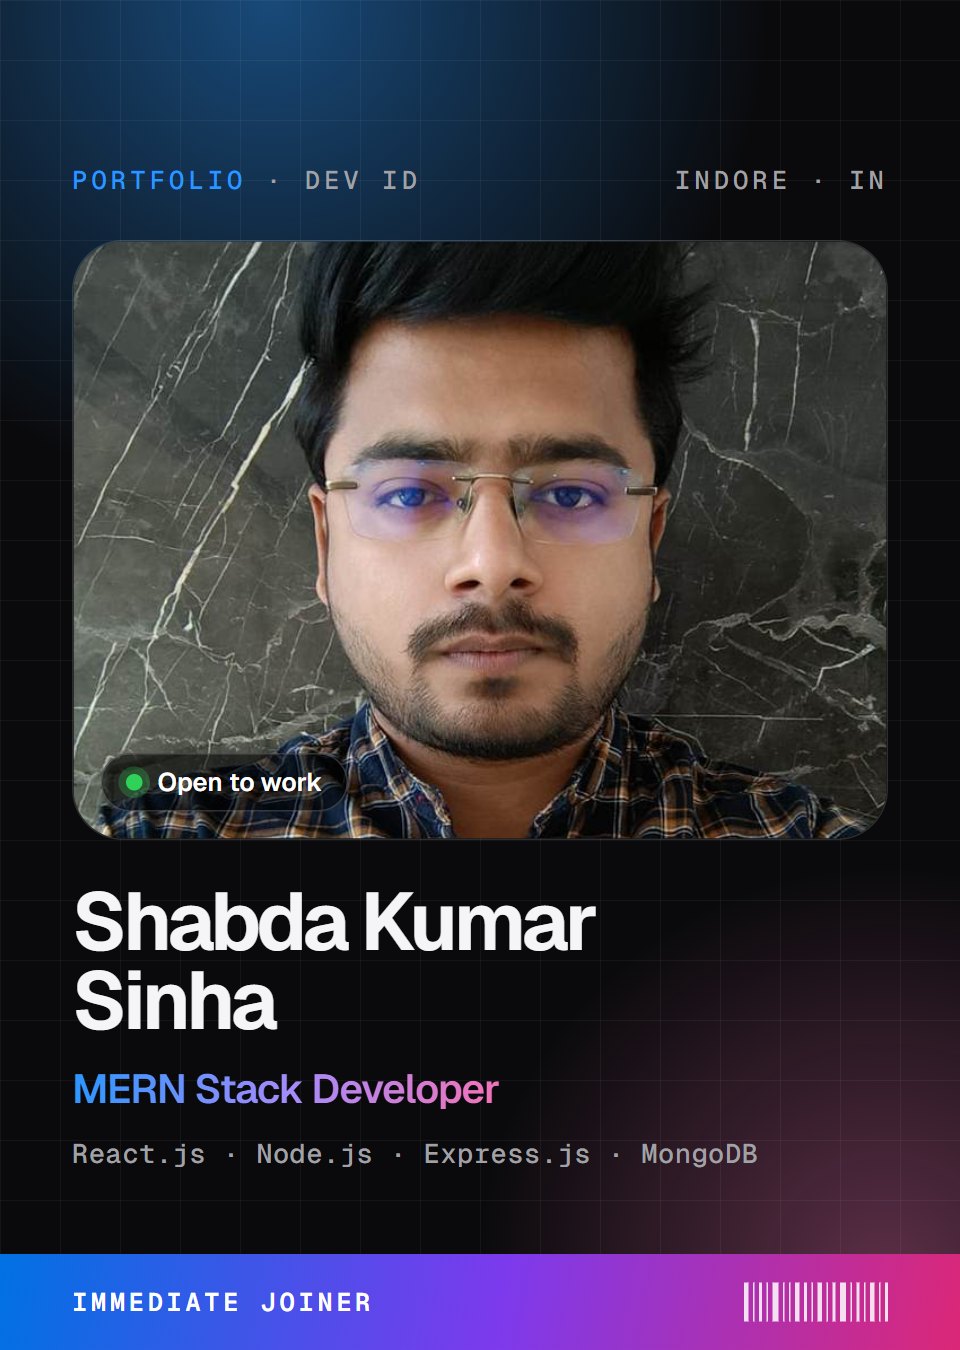 PORTFOLIO · DEV ID INDORE · IN
Open to work
Shabda Kumar
Sinha
MERN Stack Developer
React.js · Node.js · Express.js · MongoDB
IMMEDIATE JOINER